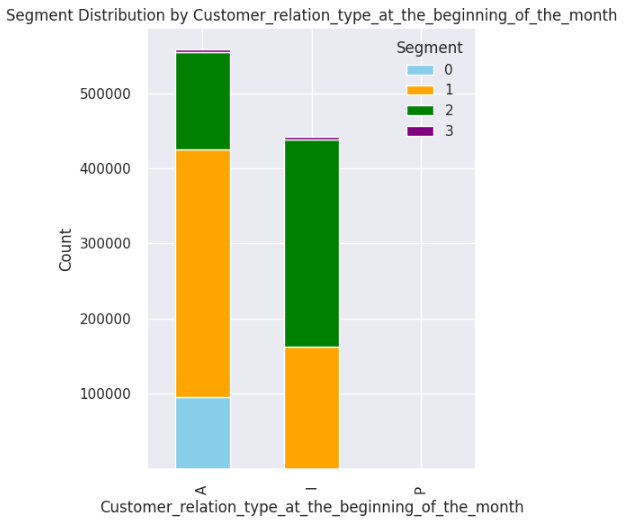 Segment Distribution by Customer_relation_type_at_the_beginning_of_the_month
Segment
0
1
2
3
500000
400000
300000
200000
100000
Count
A
I
P
Customer_relation_type_at_the_beginning_of_the_month